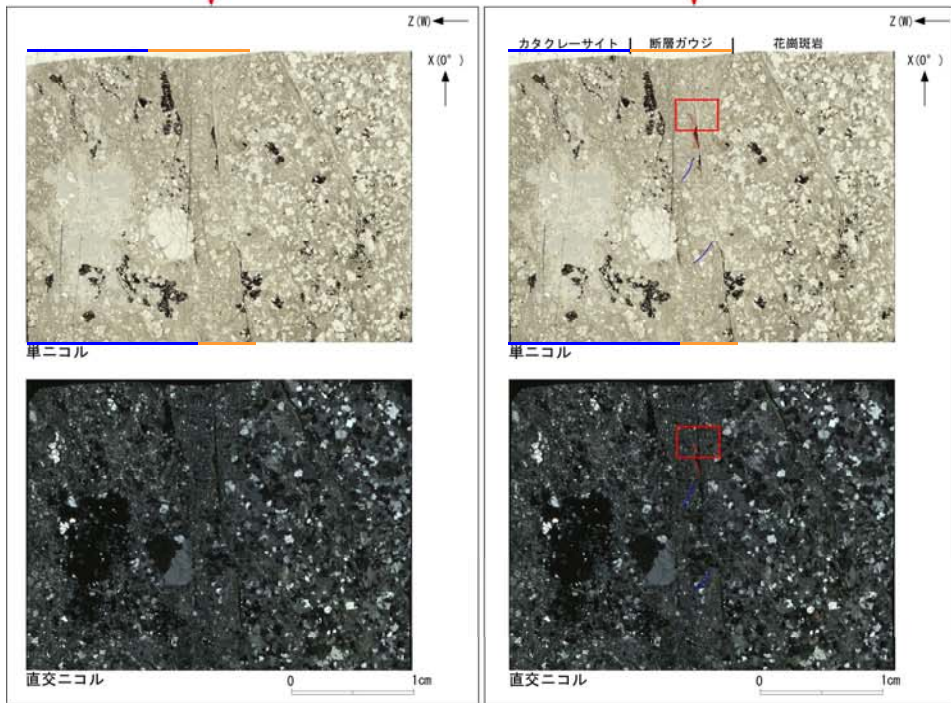 Z(W)
X(0°)
単ニコル
直交ニコル
0 1cm
Z(W)
カタクレーサイト 断層ガウジ 花崗斑岩
X(0°)
単ニコル
直交ニコル
0 1cm